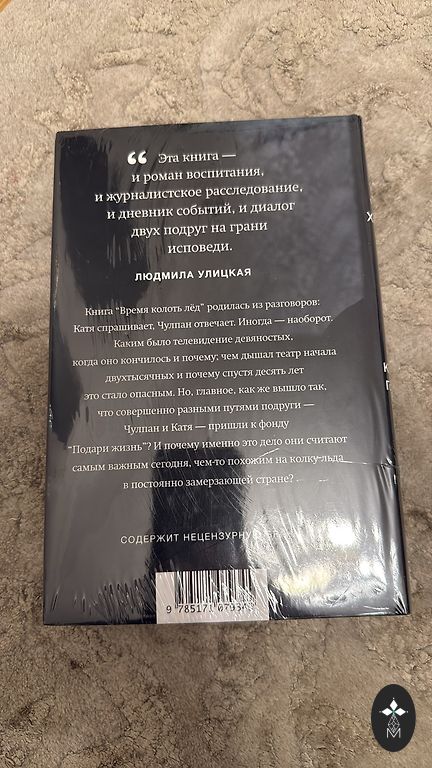 “ Эта книга —
и роман воспитания,
и журналистское расследование,
и дневник событий, и диалог
двух подруг на грани
исповеди.
ЛЮДМИЛА УЛИЦКАЯ
Книга “Время колоть лёд” родилась из разговоров:
Катя спрашивает, Чулпан отвечает. Иногда — наоборот.
Каким было телевидение девяностых,
когда оно кончилось и почему; чем дышал театр начала
двухтысячных и почему спустя десять лет
это стало опасным. Но, главное, как же вышло так,
что совершенно разными путями подруги —
Чулпан и Катя — пришли к фонду
“Подари жизнь”? И почему именно это дело они считают
самым важным сегодня, чем-то похожим на колку льда
в постоянно замерзающей стране?
СОДЕРЖИТ
Х
М